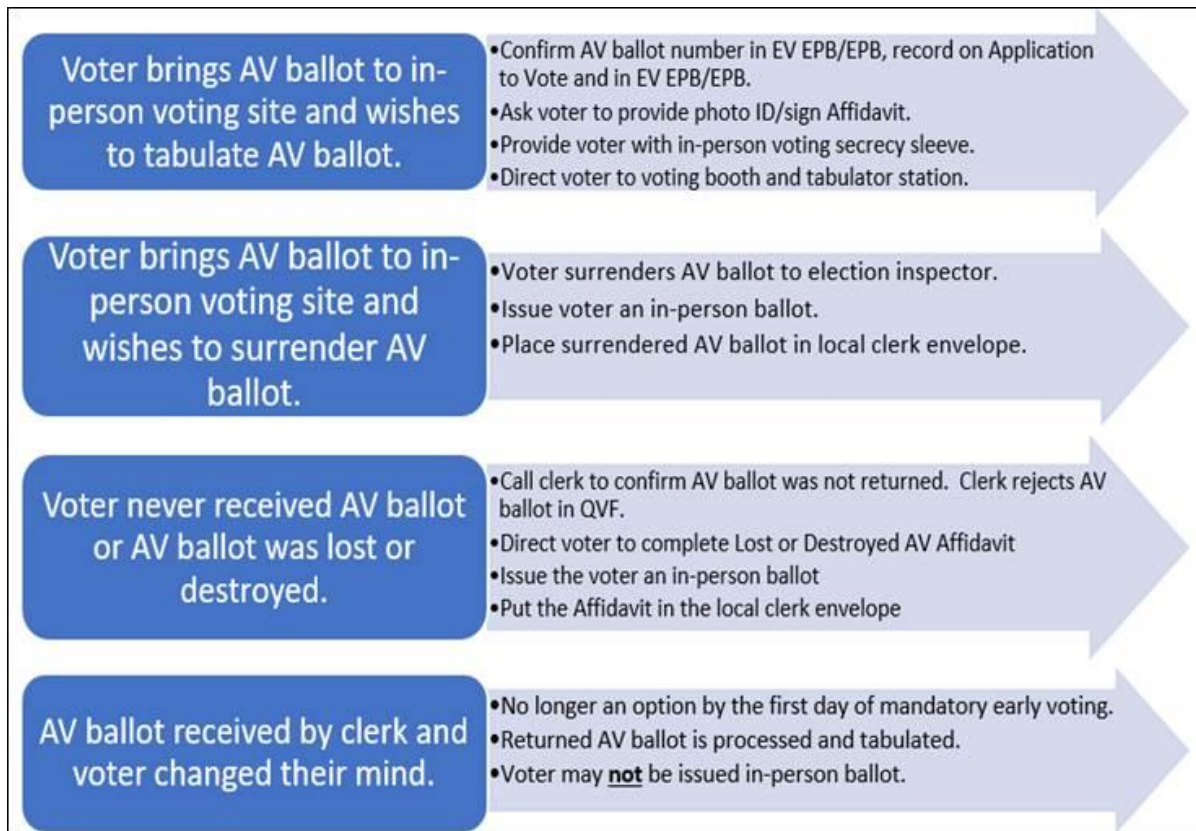 Voter brings AV ballot to in-
person voting site and wishes
to tabulate AV ballot.
•Confirm AV ballot number in EV EPB/EPB, record on Application
to Vote and in EV EPB/EPB.
•Ask voter to provide photo ID/sign Affidavit.
•Provide voter with in-person voting secrecy sleeve.
•Direct voter to voting booth and tabulator station.
Voter brings AV ballot to in-
person voting site and
wishes to surrender AV
ballot.
•Voter surrenders AV ballot to election inspector.
•Issue voter an in-person ballot.
•Place surrendered AV ballot in local clerk envelope.
Voter never received AV ballot
or AV ballot was lost or
destroyed.
•Call clerk to confirm AV ballot was not returned.  Clerk rejects AV
ballot in QVF.
•Direct voter to complete Lost or Destroyed AV Affidavit
•Issue the voter an in-person ballot
•Put the Affidavit in the local clerk envelope
AV ballot received by clerk and
voter changed their mind.
•No longer an option by the first day of mandatory early voting.
•Returned AV ballot is processed and tabulated.
•Voter may not be issued in-person ballot.